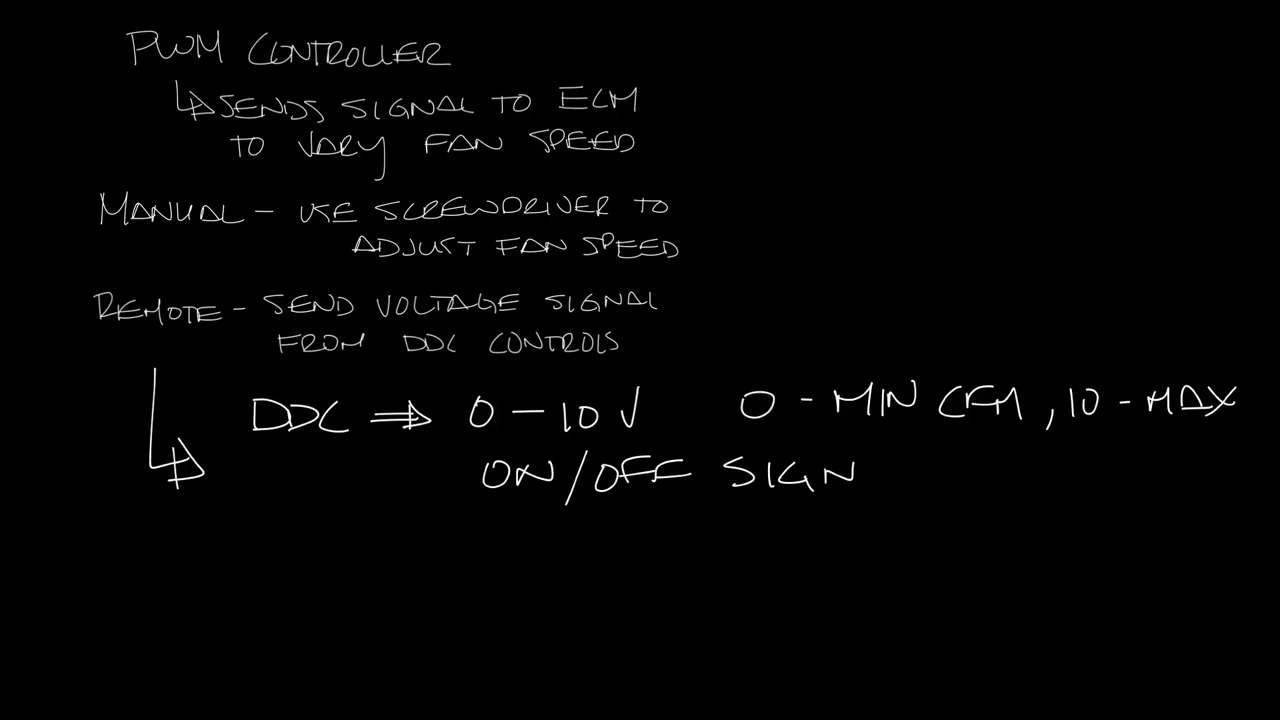 PWM CONTROLLER
↳ SENDS SIGNAL TO ECM
TO VARY FAN SPEED
MANUAL - USE SCREWDRIVER TO
ADJUST FAN SPEED
REMOTE - SEND VOLTAGE SIGNAL
FROM DDC CONTROLS
↳ DDC ⇒ 0-10 V 0 - MIN CFM, 10 - MAX
ON/OFF SIGN